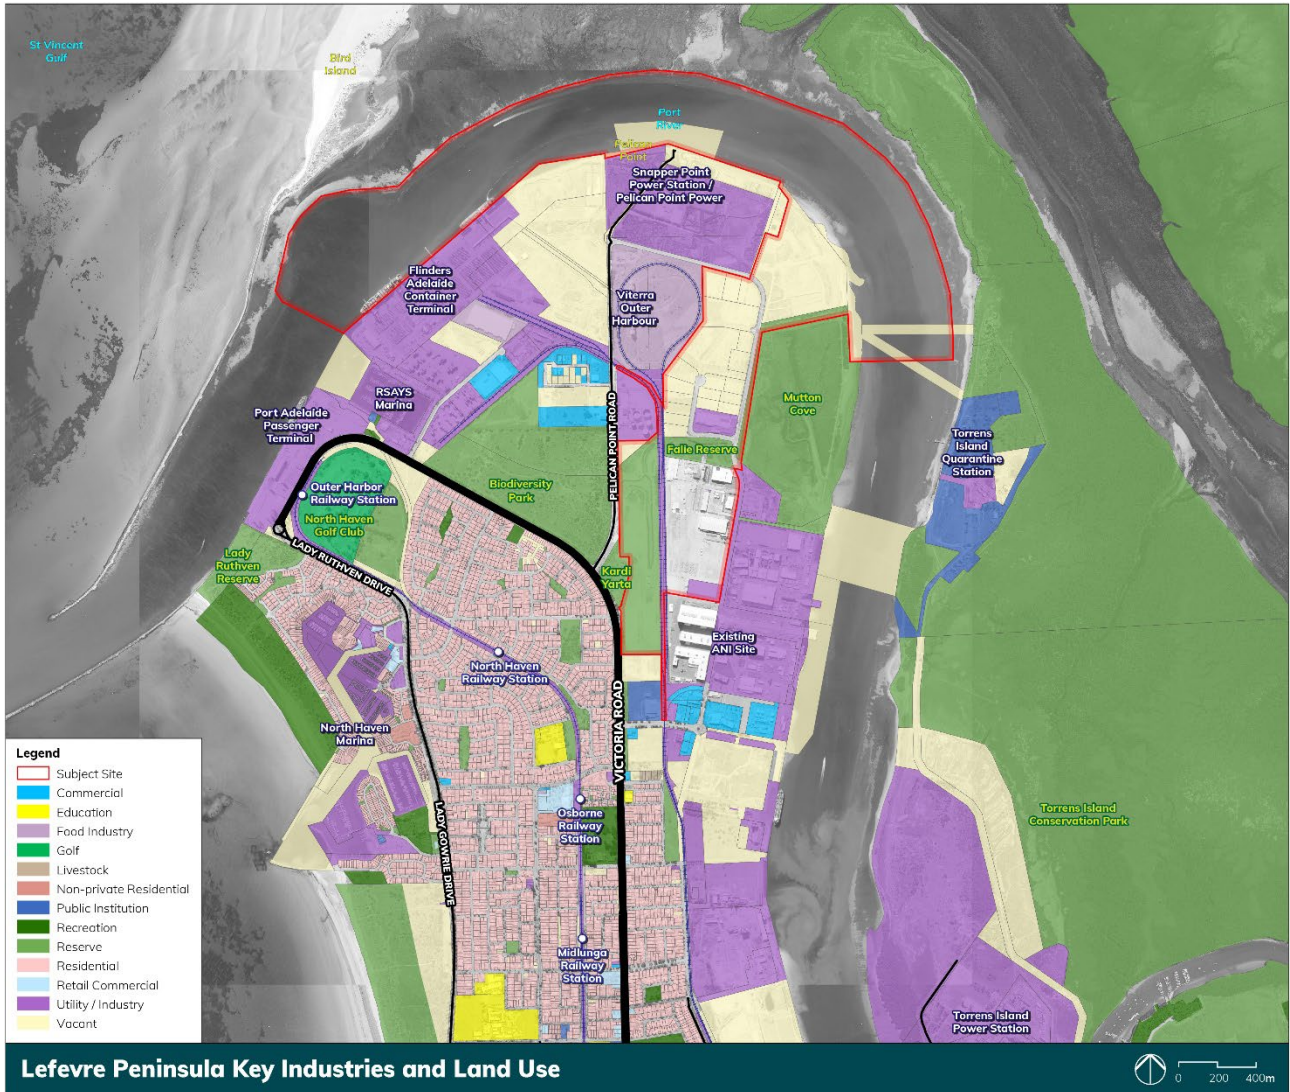 St Vincent
Gulf
Bird
Island
Port
River
Pelican
Point
Snapper Point
Power Station /
Pelican Point Power
Flinders
Adelaide
Container
Terminal
Viterra
Outer
Harbour
RSAYS
Marina
Port Adelaide
Passenger
Terminal
PELICAN POINT ROAD
Mutton
Cove
Falie Reserve
Torrens
Island
Quarantine
Station
Outer Harbor
Railway Station
North Haven
Golf Club
Biodiversity
Park
Lady
Ruthven
Reserve
LADY RUTHVEN DRIVE
Kardi
Yarta
Existing
ANI Site
North Haven
Railway Station
VICTORIA ROAD
North Haven
Marina
LADY GOWRIE DRIVE
Osborne
Railway
Station
Torrens Island
Conservation Park
Midlunga
Railway
Station
Torrens Island
Power Station
Legend
Subject Site
Commercial
Education
Food Industry
Golf
Livestock
Non-private Residential
Public Institution
Recreation
Reserve
Residential
Retail Commercial
Utility / Industry
Vacant
Lefevre Peninsula Key Industries and Land Use
0 200 400m